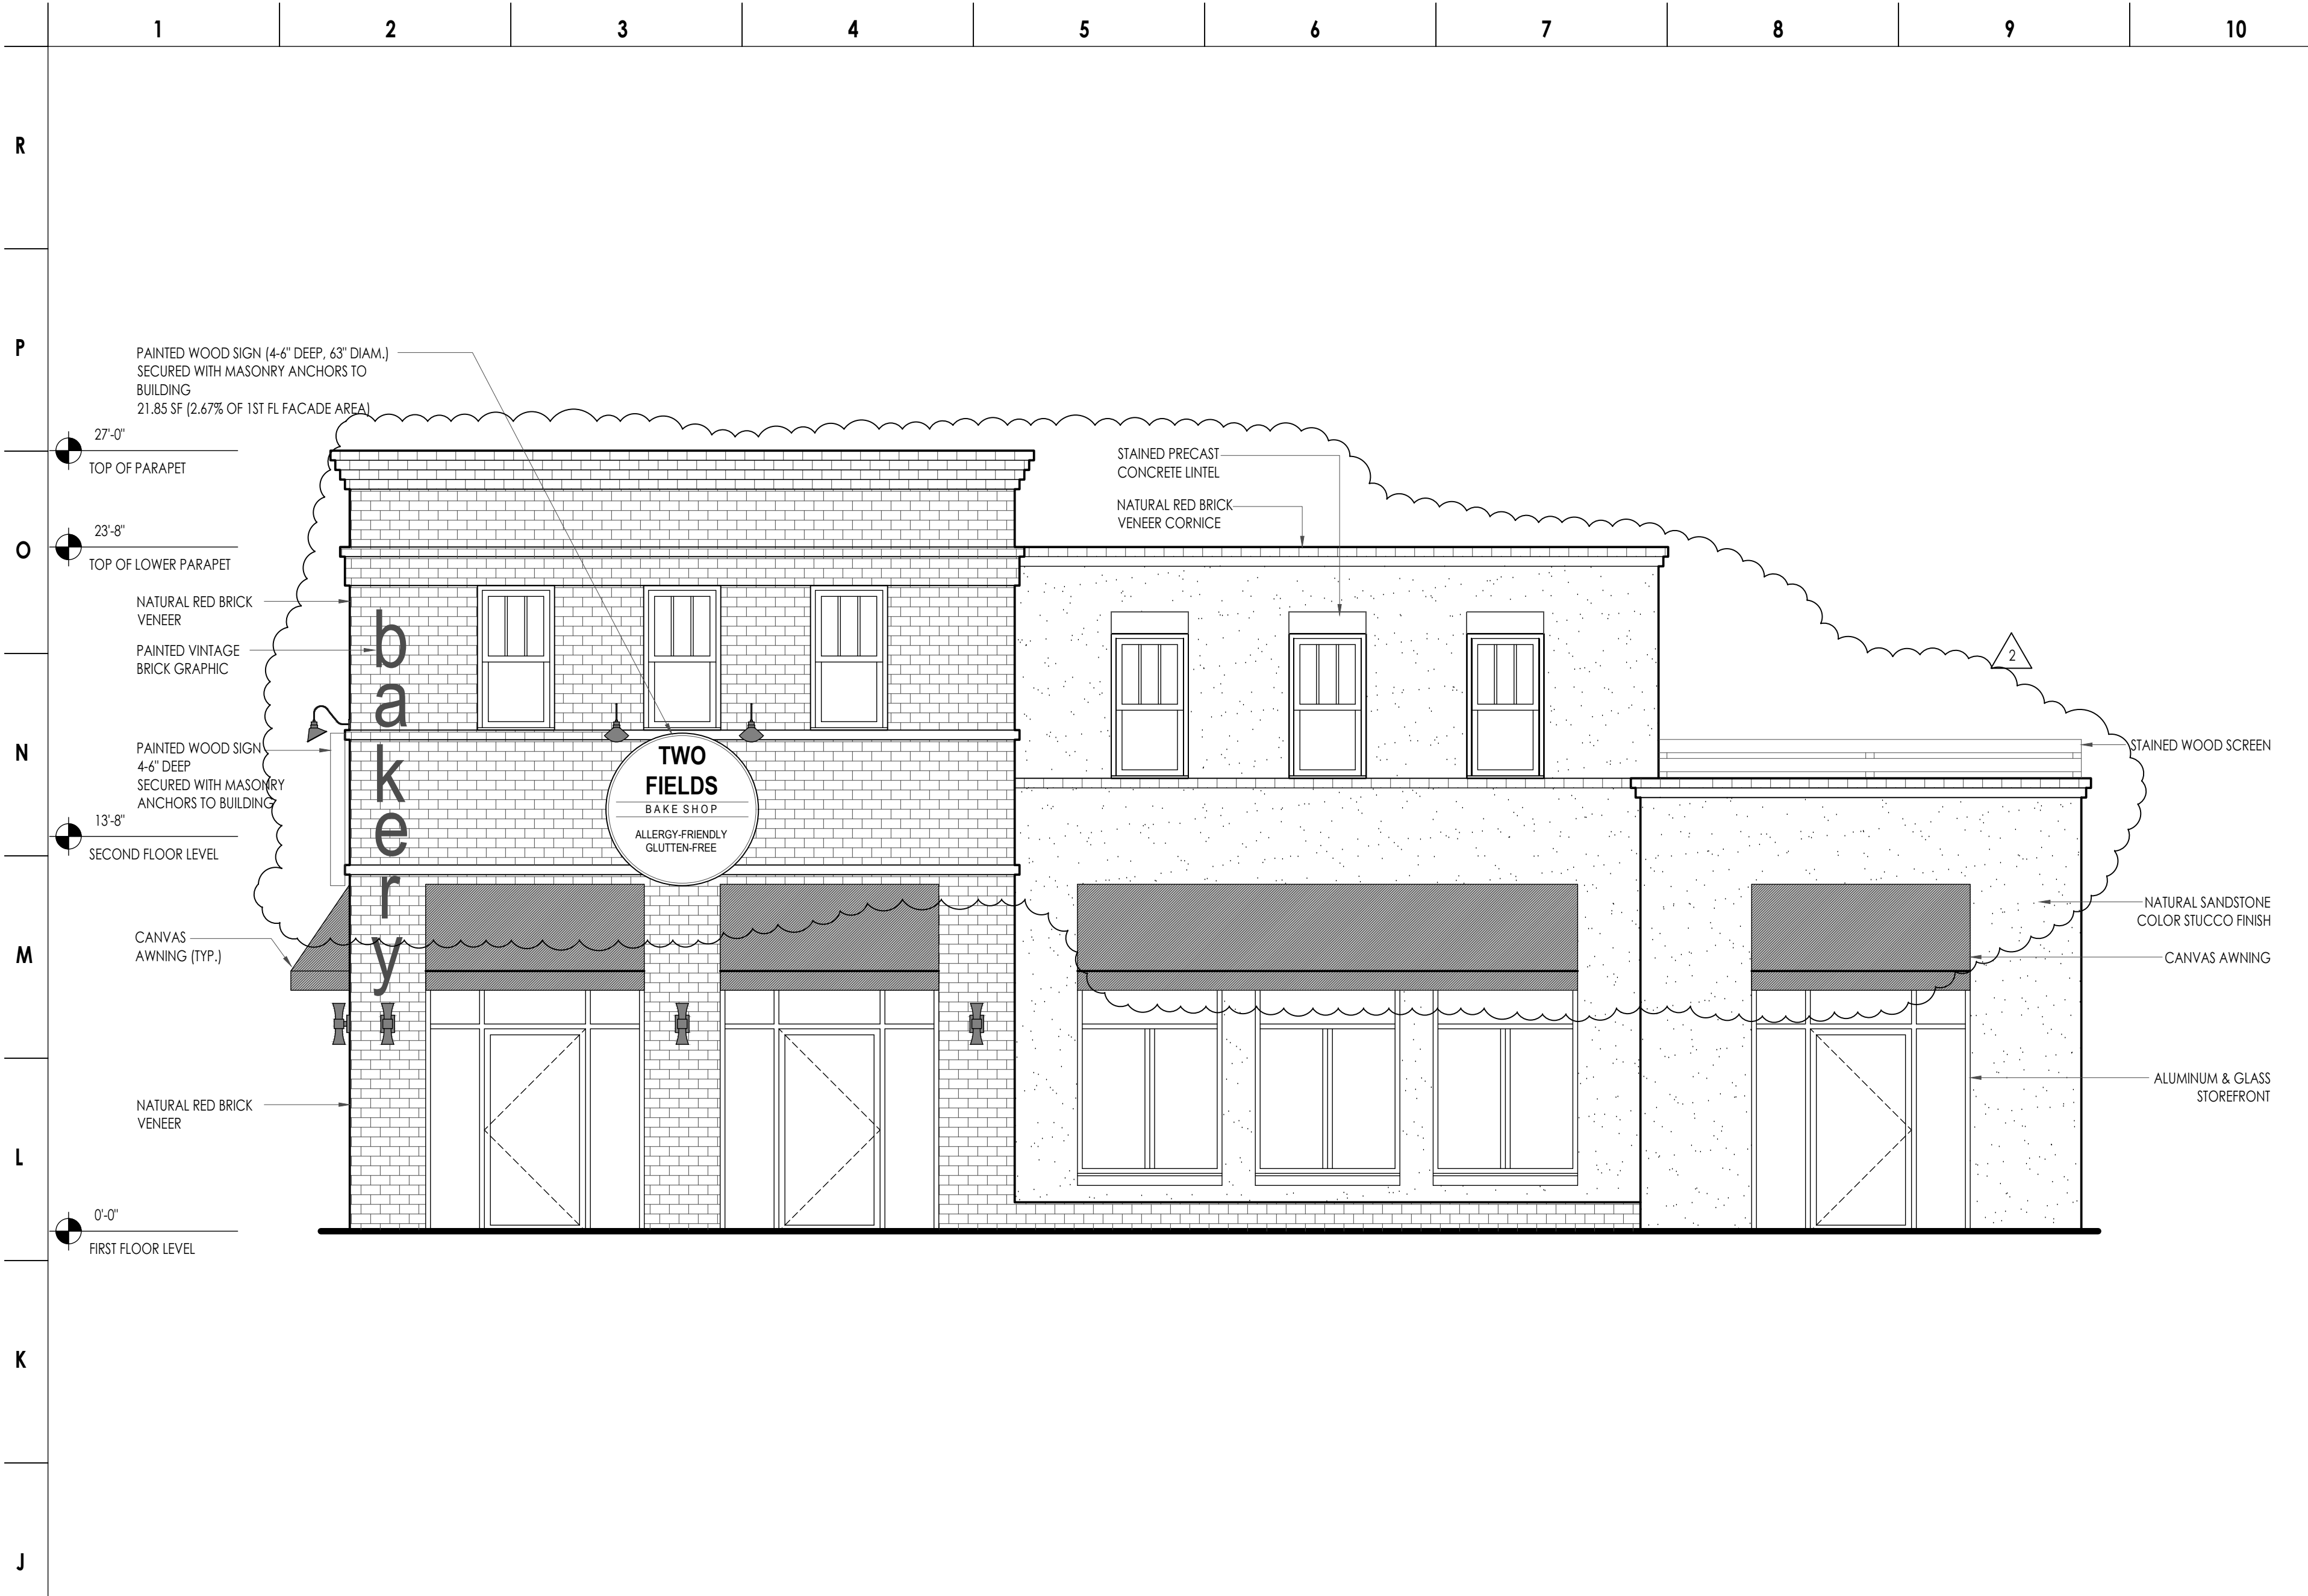 1 2 3 4 5 6 7 8 9 10
R
P
PAINTED WOOD SIGN (4-6" DEEP, 63" DIAM.)
SECURED WITH MASONRY ANCHORS TO
BUILDING
21.85 SF (2.67% OF 1ST FL FACADE AREA)
27'-0"
TOP OF PARAPET
STAINED PRECAST
CONCRETE LINTEL
NATURAL RED BRICK
VENEER CORNICE
O
23'-8"
TOP OF LOWER PARAPET
NATURAL RED BRICK
VENEER
PAINTED VINTAGE
BRICK GRAPHIC
bakery
2
N
PAINTED WOOD SIGN
4-6" DEEP
SECURED WITH MASONRY
ANCHORS TO BUILDING
TWO
FIELDS
BAKE SHOP
ALLERGY-FRIENDLY
GLUTTEN-FREE
STAINED WOOD SCREEN
13'-8"
SECOND FLOOR LEVEL
NATURAL SANDSTONE
COLOR STUCCO FINISH
M
CANVAS
AWNING (TYP.)
CANVAS AWNING
ALUMINUM & GLASS
STOREFRONT
NATURAL RED BRICK
VENEER
L
0'-0"
FIRST FLOOR LEVEL
K
J